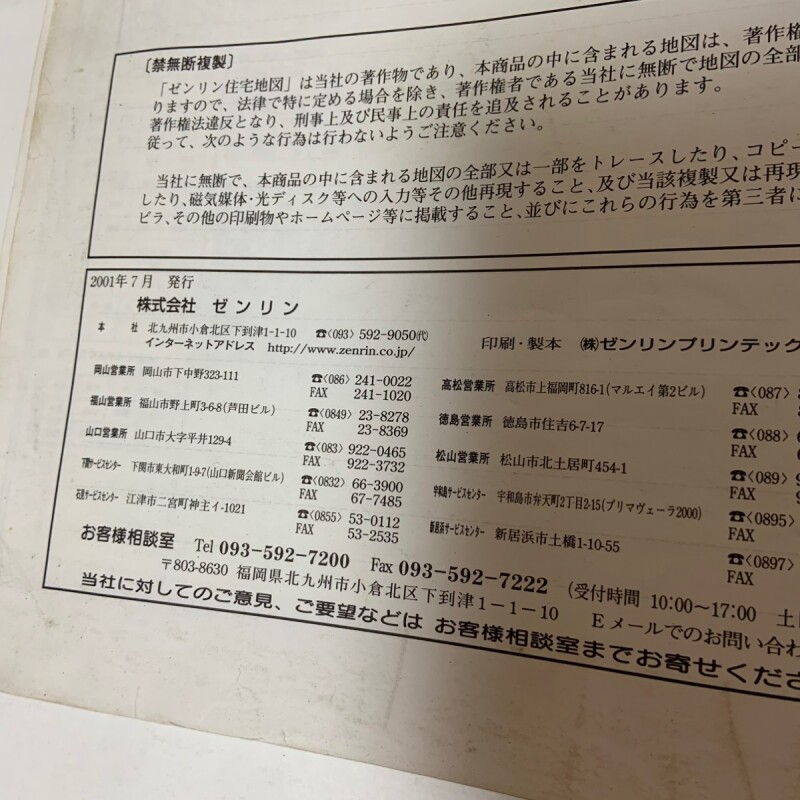 〔禁無断複製〕
「ゼンリン住宅地図」は当社の著作物であり、本商品の中に含まれる地図は、著作権
りますので、法律で特に定める場合を除き、著作権者である当社に無断で地図の全部
著作権法違反となり、刑事上及び民事上の責任を追及されることがあります。
従って、次のような行為は行わないようご注意ください。
当社に無断で、本商品の中に含まれる地図の全部又は一部をトレースしたり、コピー
したり、磁気媒体・光ディスク等への入力等その他再現すること、及び当該複製又は再現
ビラ、その他の印刷物やホームページ等に掲載すること、並びにこれらの行為を第三者に
2001年7月 発行
株式会社 ゼンリン
本 社 北九州市小倉北区下到津1-1-10 ☎〈093〉592-9050㈹
インターネットアドレス http://www.zenrin.co.jp/
印刷・製本 ㈱ゼンリンプリンテック
岡山営業所 岡山市下中野323-111 ☎〈086〉241-0022
FAX 241-1020
福山営業所 福山市野上町3-6-8(芦田ビル) ☎〈0849〉23-8278
FAX 23-8369
山口営業所 山口市大字平井129-4 ☎〈083〉922-0465
FAX 922-3732
下関サービスセンター 下関市東大和町1-9-7(山口新聞会館ビル) ☎〈0832〉66-3900
FAX 67-7485
石見サービスセンター 江津市二宮町神主イ-1021 ☎〈0855〉53-0112
FAX 53-2535
高松営業所 高松市上福岡町816-1(マルエイ第2ビル) ☎〈087〉
FAX
徳島営業所 徳島市住吉6-7-17 ☎〈088〉
FAX
松山営業所 松山市北土居町454-1 ☎〈089〉
FAX
宇和島サービスセンター 宇和島市弁天町2丁目2-15(プリマヴェーラ2000) ☎〈0895〉
FAX
新居浜サービスセンター 新居浜市土橋1-10-55 ☎〈0897〉
FAX
お客様相談室 Tel 093-592-7200 Fax 093-592-7222 (受付時間 10:00〜17:00 土
〒803-8630 福岡県北九州市小倉北区下到津1-1-10 Eメールでのお問い合わ
当社に対してのご意見、ご要望などは お客様相談室までお寄せくださ